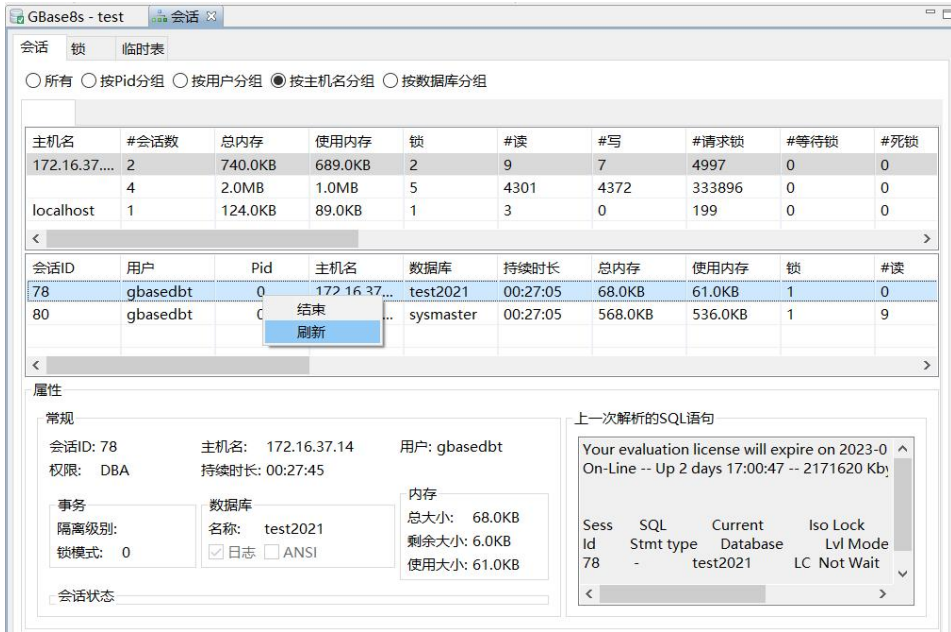 GBase8s - test 会话
会话 锁 临时表
所有 按Pid分组 按用户分组 按主机名分组 按数据库分组
主机名 #会话数 总内存 使用内存 锁 #读 #写 #请求锁 #等待锁 #死锁
172.16.37.... 2 740.0KB 689.0KB 2 9 7 4997 0 0
4 2.0MB 1.0MB 5 4301 4372 333896 0 0
localhost 1 124.0KB 89.0KB 1 3 0 199 0 0
会话ID 用户 Pid 主机名 数据库 持续时长 总内存 使用内存 锁 #读
78 gbasedbt 0 172.16.37... test2021 00:27:05 68.0KB 61.0KB 1 0
80 gbasedbt 0 ... sysmaster 00:27:05 568.0KB 536.0KB 1 9
结束
刷新
属性
常规
会话ID: 78 主机名: 172.16.37.14 用户: gbasedbt
权限: DBA 持续时长: 00:27:45
事务
隔离级别:
锁模式: 0
数据库
名称: test2021
日志 ANSI
内存
总大小: 68.0KB
剩余大小: 6.0KB
使用大小: 61.0KB
会话状态
上一次解析的SQL语句
Your evaluation license will expire on 2023-0
On-Line -- Up 2 days 17:00:47 -- 2171620 Kby
Sess SQL Current Iso Lock
Id Stmt type Database Lvl Mode
78 - test2021 LC Not Wait